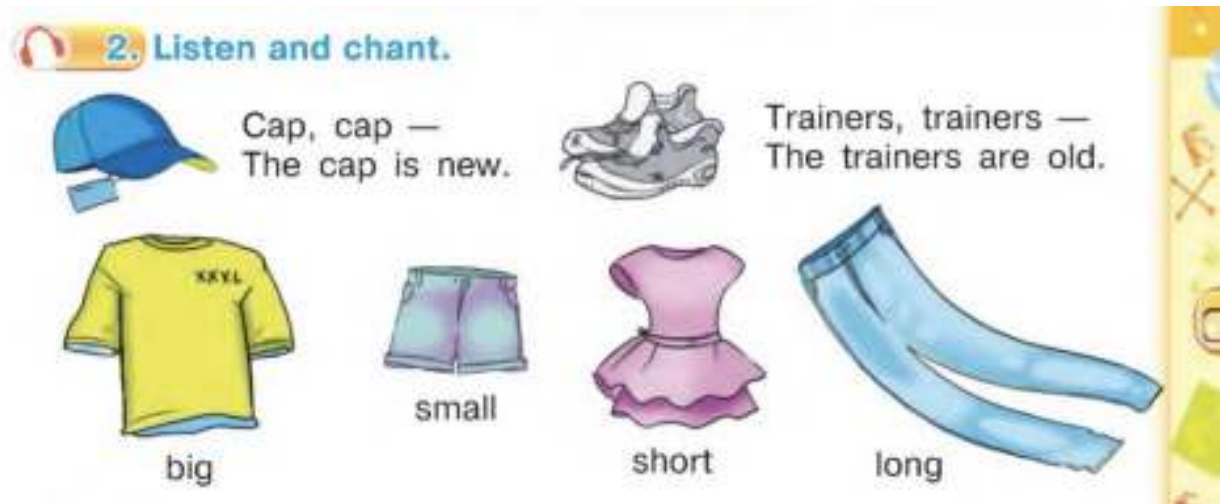 2. Listen and chant.
Cap, cap —
The cap is new.
Trainers, trainers —
The trainers are old.
XXXL
big
small
short
long